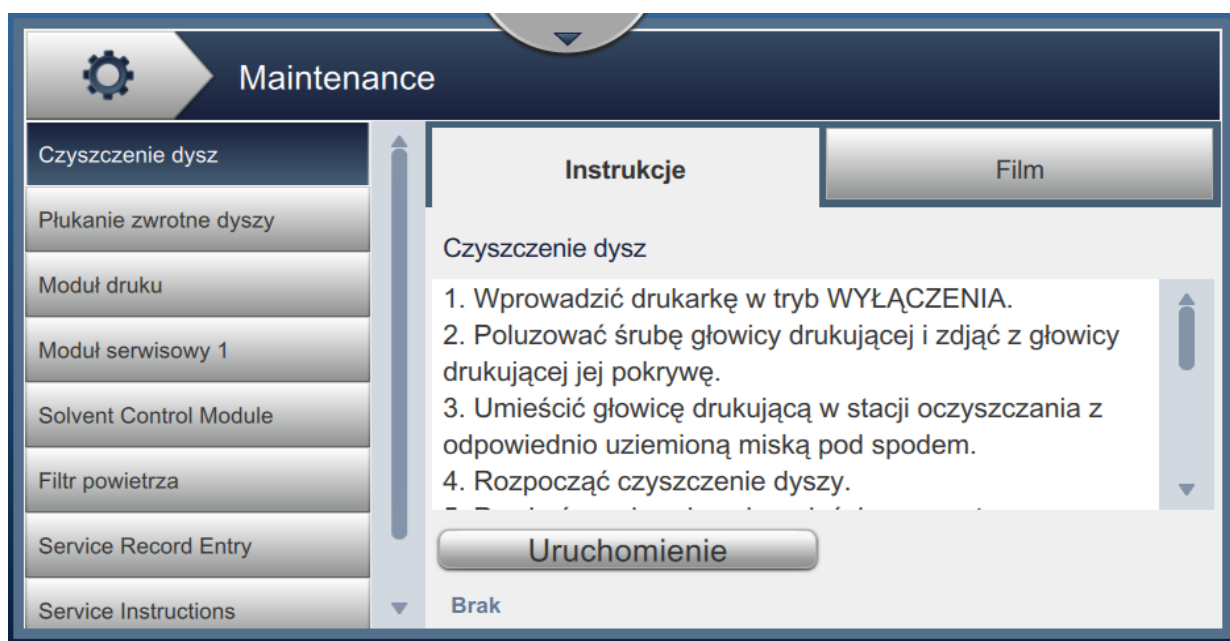 Maintenance
Czyszczenie dysz
Płukanie zwrotne dyszy
Moduł druku
Moduł serwisowy 1
Solvent Control Module
Filtr powietrza
Service Record Entry
Service Instructions
Instrukcje
Film
Czyszczenie dysz
1. Wprowadzić drukarkę w tryb WYŁĄCZENIA.
2. Poluzować śrubę głowicy drukującej i zdjąć z głowicy
drukującej jej pokrywę.
3. Umieścić głowicę drukującą w stacji oczyszczania z
odpowiednio uziemioną miską pod spodem.
4. Rozpocząć czyszczenie dyszy.
Uruchomienie
Brak